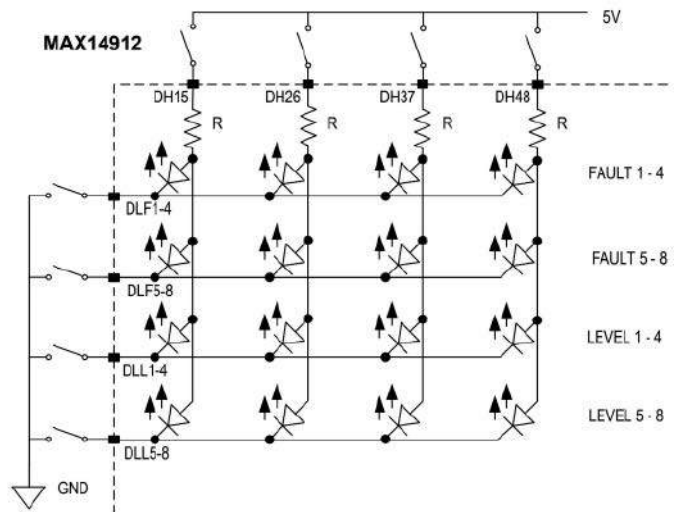 5V
MAX14912
DH15 DH26 DH37 DH48
R R R R
FAULT 1 - 4
DLF1-4
FAULT 5 - 8
DLF5-8
LEVEL 1 - 4
DLL1-4
LEVEL 5 - 8
DLL5-8
GND